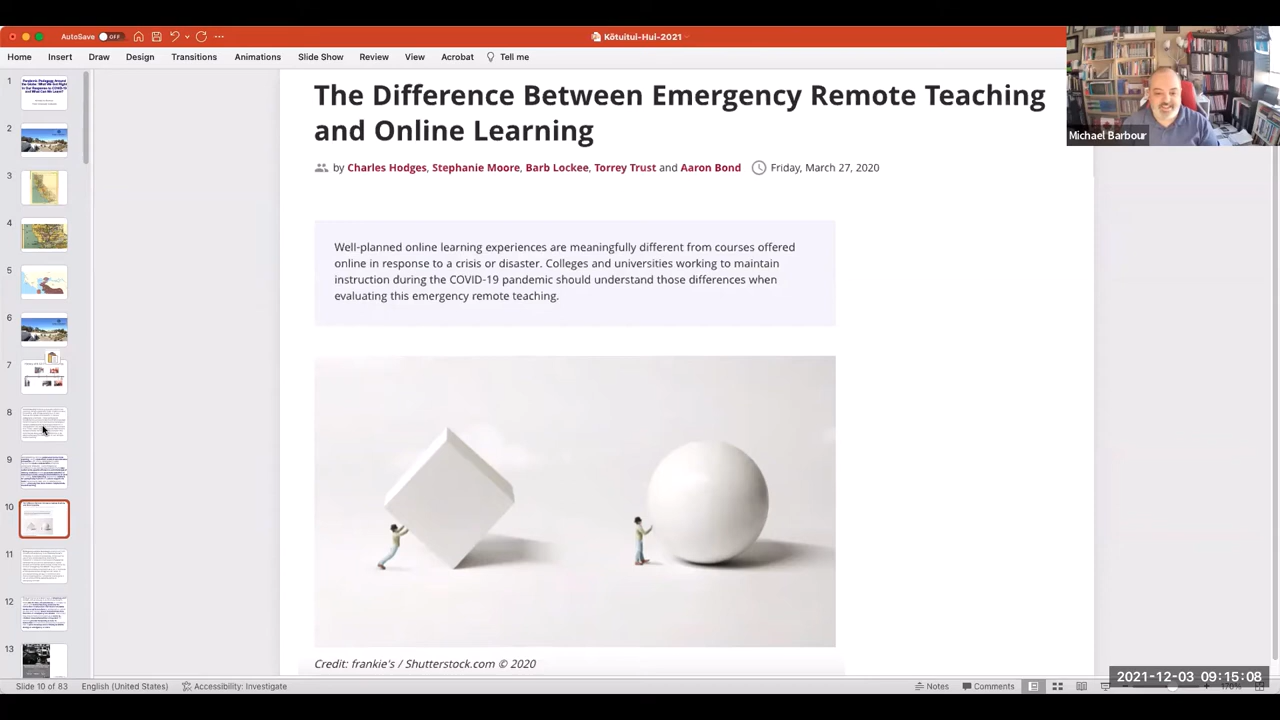 AutoSave OFF
Kōtuitui-Hui-2021
Home Insert Draw Design Transitions Animations Slide Show Review View Acrobat Tell me
The Difference Between Emergency Remote Teaching
and Online Learning
by Charles Hodges, Stephanie Moore, Barb Lockee, Torrey Trust and Aaron Bond Friday, March 27, 2020
Well-planned online learning experiences are meaningfully different from courses offered
online in response to a crisis or disaster. Colleges and universities working to maintain
instruction during the COVID-19 pandemic should understand those differences when
evaluating this emergency remote teaching.
Credit: frankie's / Shutterstock.com © 2020
Michael Barbour
1
2
3
4
5
6
7
8
9
10
11
12
13
Slide 10 of 83 English (United States) Accessibility: Investigate Notes Comments
2021-12-03 09:15:08